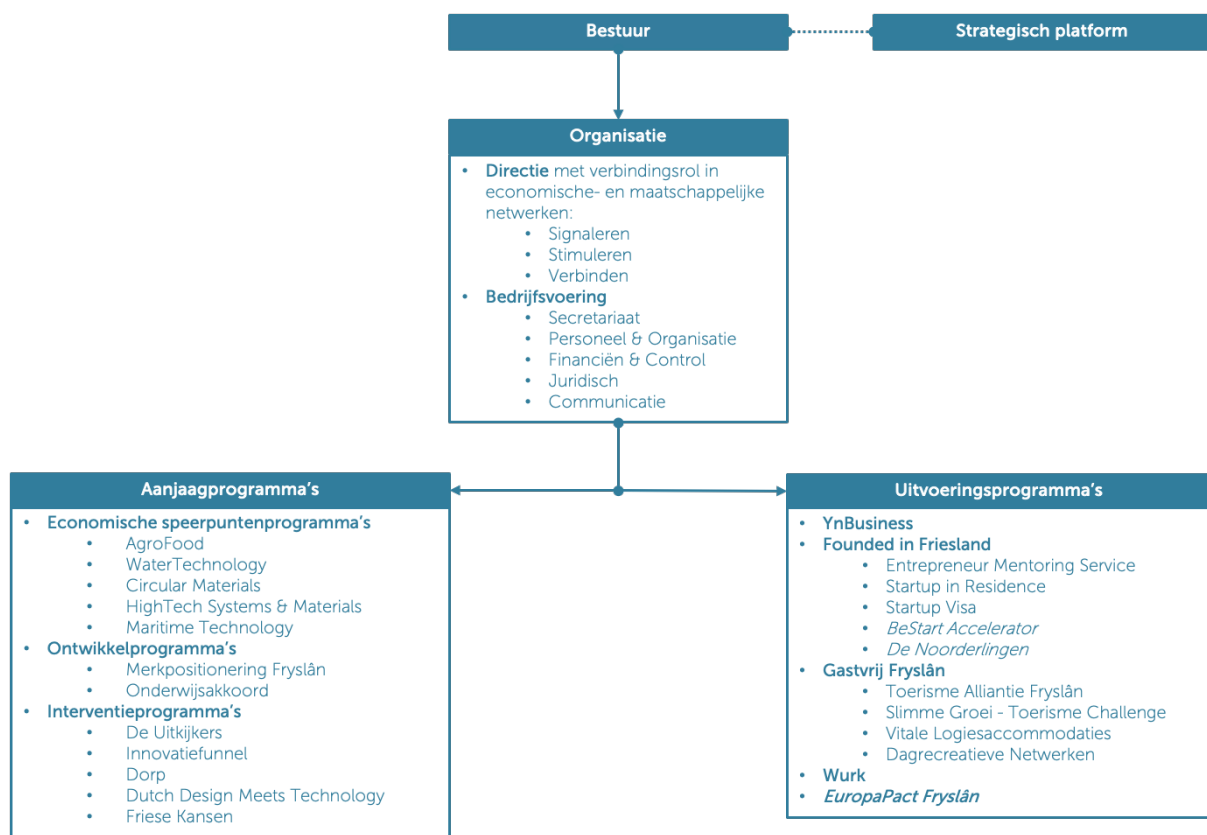 Bestuur
Strategisch platform
Organisatie
• Directie met verbindingsrol in
economische- en maatschappelijke
netwerken:
• Signaleren
• Stimuleren
• Verbinden
• Bedrijfsvoering
• Secretariaat
• Personeel & Organisatie
• Financiën & Control
• Juridisch
• Communicatie
Aanjaagprogramma's
• Economische speerpuntenprogramma's
• AgroFood
• WaterTechnology
• Circular Materials
• HighTech Systems & Materials
• Maritime Technology
• Ontwikkelprogramma's
• Merkpositionering Fryslân
• Onderwijsakkoord
• Interventieprogramma's
• De Uitkijkers
• Innovatiefunnel
• Dorp
• Dutch Design Meets Technology
• Friese Kansen
Uitvoeringsprogramma's
• YnBusiness
• Founded in Friesland
• Entrepreneur Mentoring Service
• Startup in Residence
• Startup Visa
• BeStart Accelerator
• De Noorderlingen
• Gastvrij Fryslân
• Toerisme Alliantie Fryslân
• Slimme Groei - Toerisme Challenge
• Vitale Logiesaccommodaties
• Dagrecreatieve Netwerken
• Wurk
• EuropaPact Fryslân